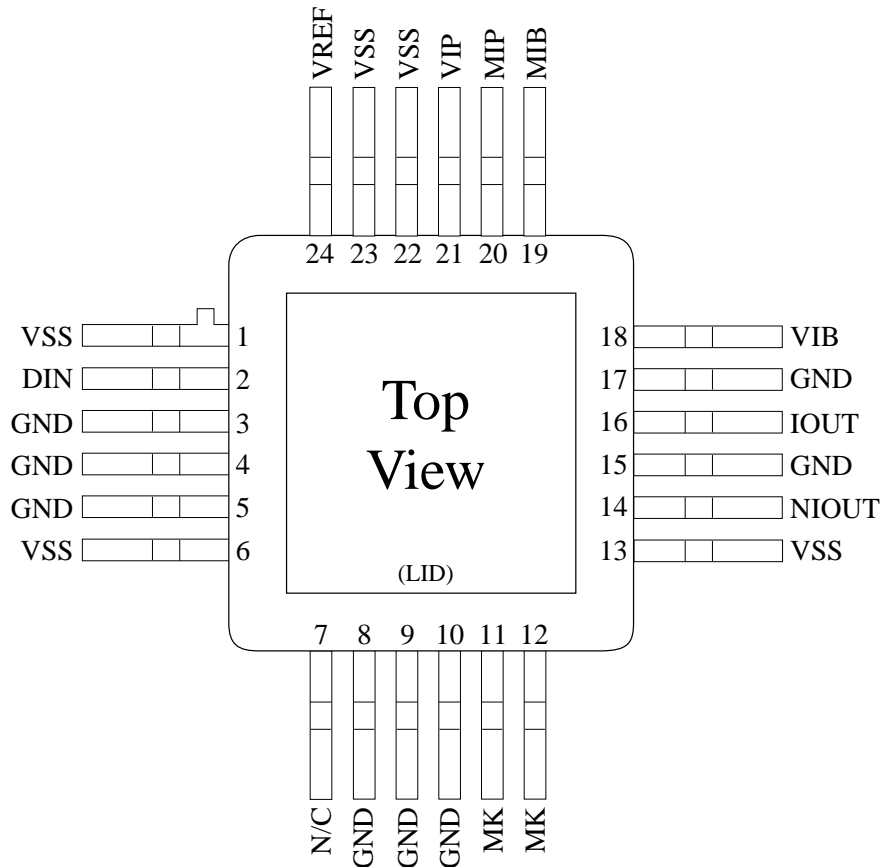 VREF
VSS
VSS
VIP
MIP
MIB
24 23 22 21 20 19
VSS 1
DIN 2
GND 3
GND 4
GND 5
VSS 6
18 VIB
17 GND
16 IOUT
15 GND
14 NIOUT
13 VSS
Top
View
(LID)
7 8 9 10 11 12
N/C
GND
GND
GND
MK
MK